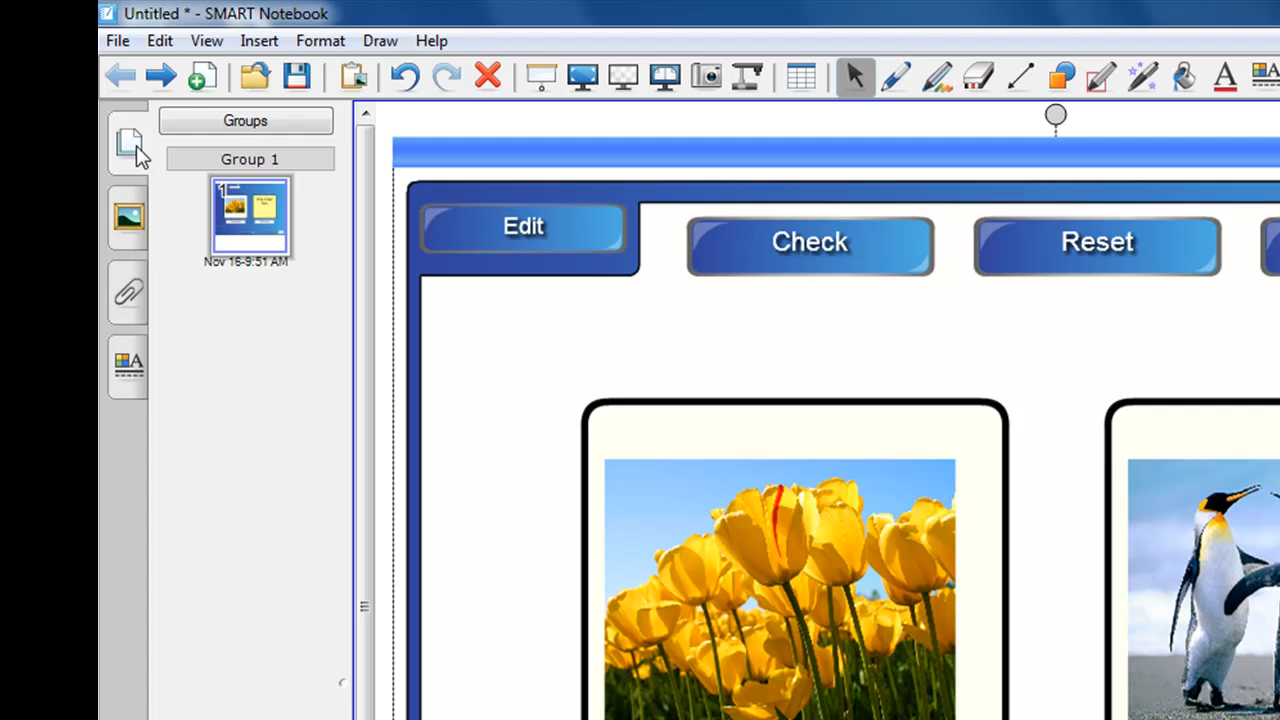 Untitled * - SMART Notebook
File Edit View Insert Format Draw Help
Groups
Group 1
1
Nov 16-9:51 AM
Edit
Check
Reset